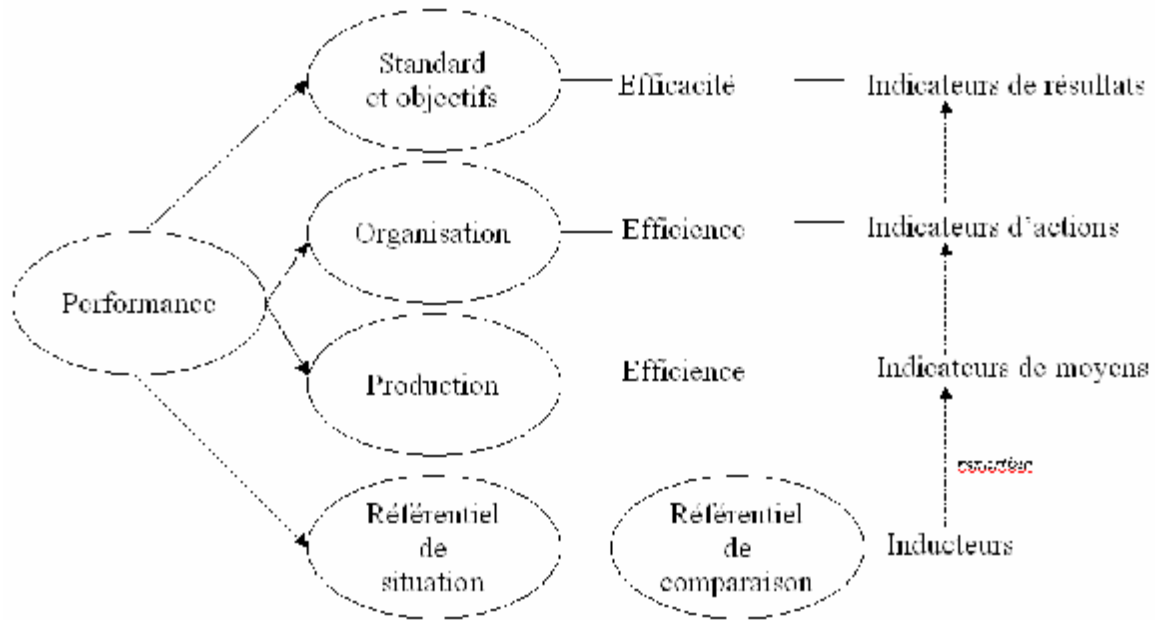 Standard
et objectifs
Efficacité
Indicateurs de résultats
Organisation
Efficience
Indicateurs d'actions
Performance
Production
Efficience
Indicateurs de moyens
Référentiel
de
situation
Référentiel
de
comparaison
Inducteurs